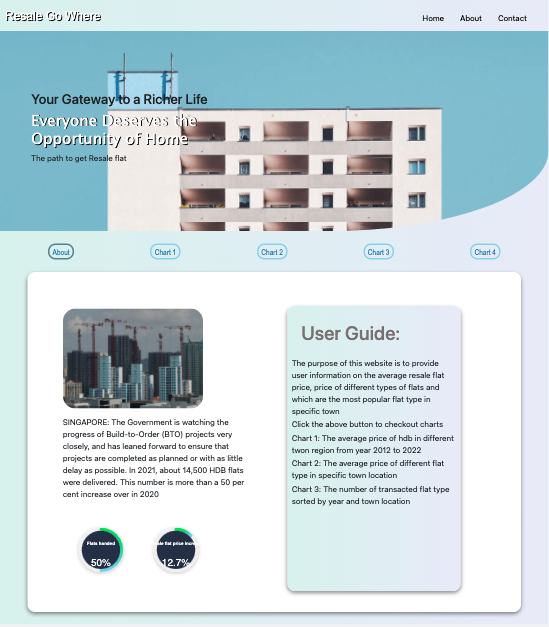 Resale Go Where
Home About Contact
Your Gateway to a Richer Life
Everyone Deserves the
Opportunity of Home
The path to get Resale flat
About Chart 1 Chart 2 Chart 3 Chart 4
SINGAPORE: The Government is watching the
progress of Build-to-Order (BTO) projects very
closely, and has leaned forward to ensure that
projects are completed as planned or with as little
delay as possible. In 2021, about 14,500 HDB flats
were delivered. This number is more than a 50 per
cent increase over in 2020
Flats handed
50%
ale flat price incre
12.7%
User Guide:
The purpose of this website is to provide
user information on the average resale flat
price, price of different types of flats and
which are the most popular flat type in
specific town
Click the above button to checkout charts
Chart 1: The average price of hdb in different
twon region from year 2012 to 2022
Chart 2: The average price of different flat
type in specific town location
Chart 3: The number of transacted flat type
sorted by year and town location